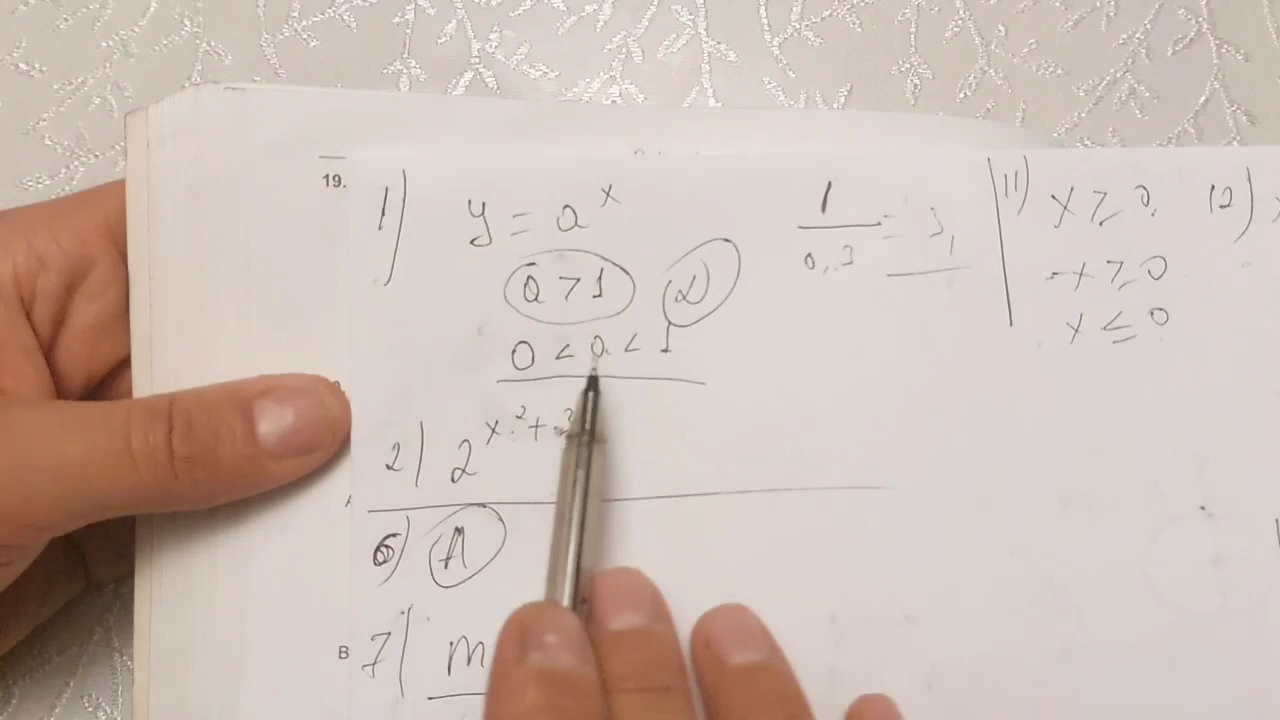 19.
1) y = a^x
a > 1 D
0 < a < 1
1/0,3 = 3,
11) x ≥ 0
-x ≥ 0
x ≤ 0
12)
2) 2^x²+
6) A
B
7) m